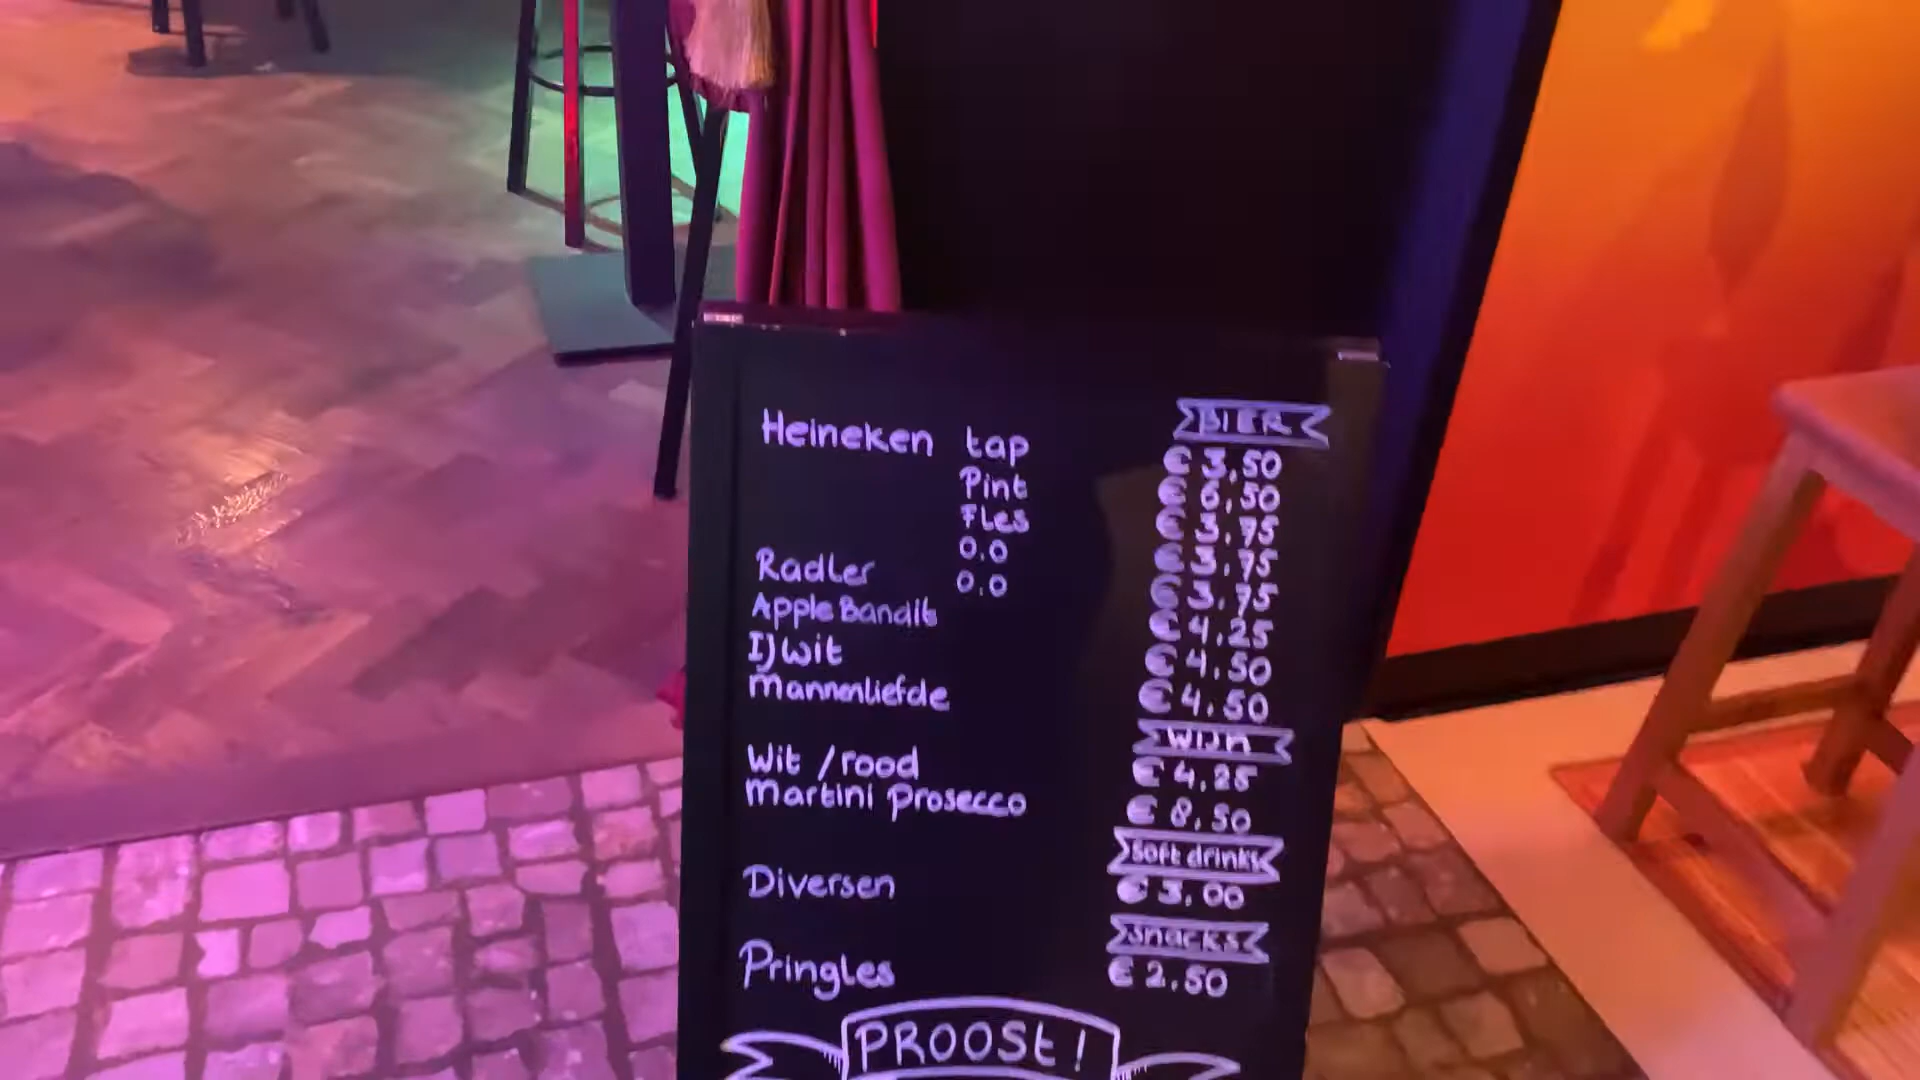 BIER
Heineken tap € 3,50
Pint € 6,50
Fles € 3,75
0.0 € 3.75
Radler 0.0 € 3.75
Apple Bandit € 4.25
IJwit € 4.50
Mannenliefde € 4.50
WIJN
Wit / rood € 4,25
Martini Prosecco € 8.50
Soft drinks
Diversen € 3.00
Snacks
Pringles € 2.50
PROOST!